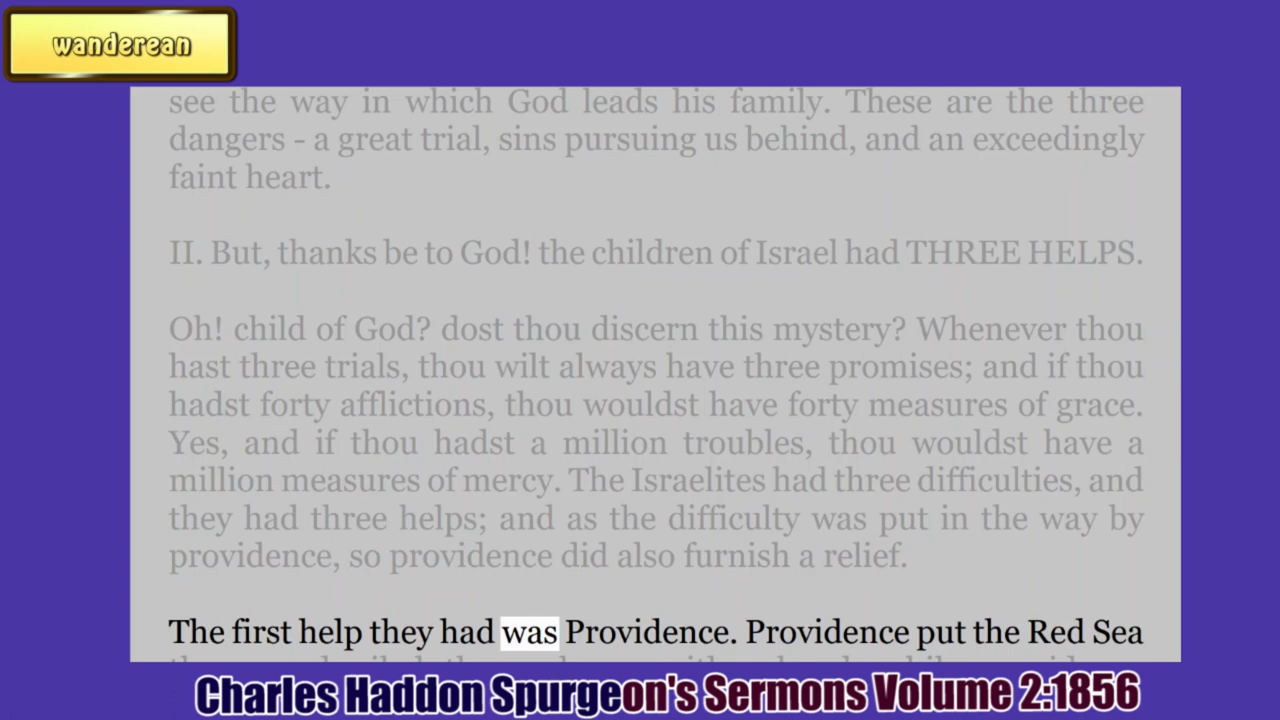 wanderean
see the way in which God leads his family. These are the three
dangers - a great trial, sins pursuing us behind, and an exceedingly
faint heart.
II. But, thanks be to God! the children of Israel had THREE HELPS.
Oh! child of God? dost thou discern this mystery? Whenever thou
hast three trials, thou wilt always have three promises; and if thou
hadst forty afflictions, thou wouldst have forty measures of grace.
Yes, and if thou hadst a million troubles, thou wouldst have a
million measures of mercy. The Israelites had three difficulties, and
they had three helps; and as the difficulty was put in the way by
providence, so providence did also furnish a relief.
The first help they had was Providence. Providence put the Red Sea
Charles Haddon Spurgeon's Sermons Volume 2:1856